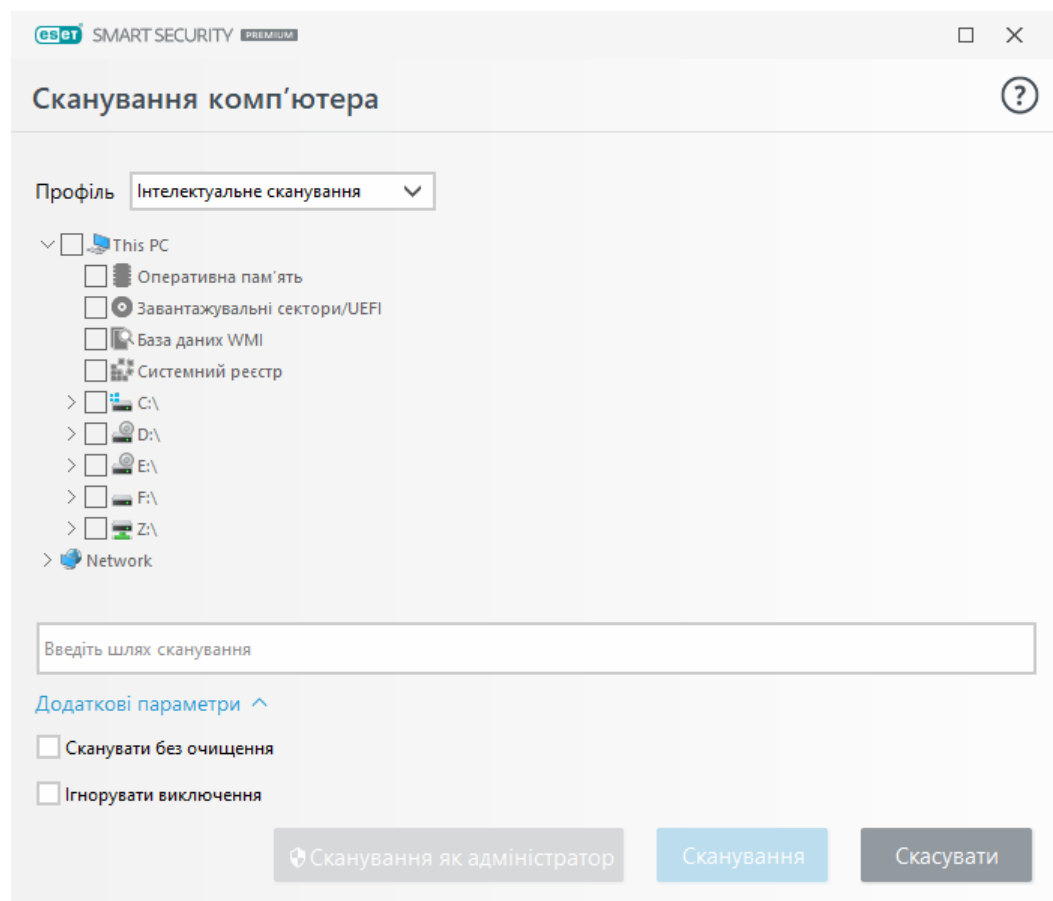 eset SMART SECURITY PREMIUM
Сканування комп’ютера
?
Профіль Інтелектуальне сканування
This PC
Оперативна пам’ять
Завантажувальні сектори/UEFI
База даних WMI
Системний реєстр
C:\
D:\
E:\
F:\
Z:\
Network
Введіть шлях сканування
Додаткові параметри
Сканувати без очищення
Ігнорувати виключення
Сканування як адміністратор Сканування Скасувати